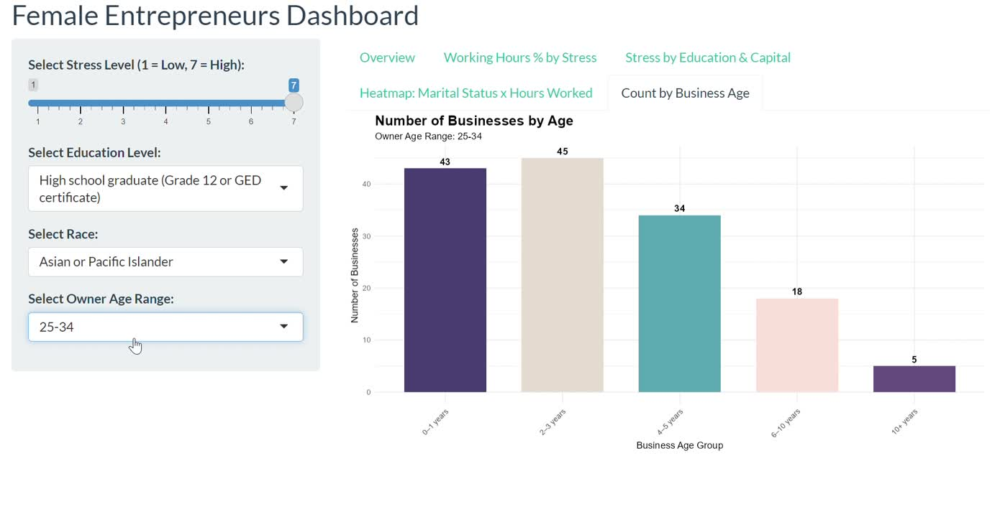 Female Entrepreneurs Dashboard
Select Stress Level (1 = Low, 7 = High):
1 7
1 2 3 4 5 6 7
Select Education Level:
High school graduate (Grade 12 or GED
certificate)
Select Race:
Asian or Pacific Islander
Select Owner Age Range:
25-34
Overview Working Hours % by Stress Stress by Education & Capital
Heatmap: Marital Status x Hours Worked Count by Business Age
Number of Businesses by Age
Owner Age Range: 25-34
Number of Businesses
40
30
20
10
0
43
45
34
18
5
0–1 years
2–3 years
4–5 years
6–10 years
10+ years
Business Age Group